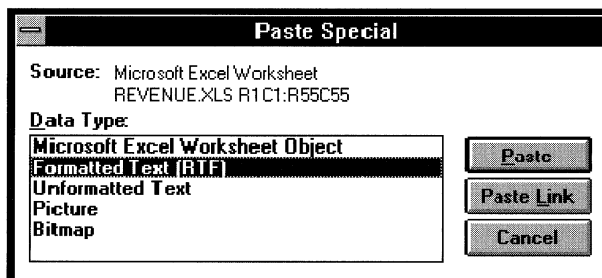 Paste Special
Source: Microsoft Excel Worksheet
REVENUE.XLS R1C1:R55C55
Data Type:
Microsoft Excel Worksheet Object
Formatted Text (RTF)
Unformatted Text
Picture
Bitmap
Paste
Paste Link
Cancel